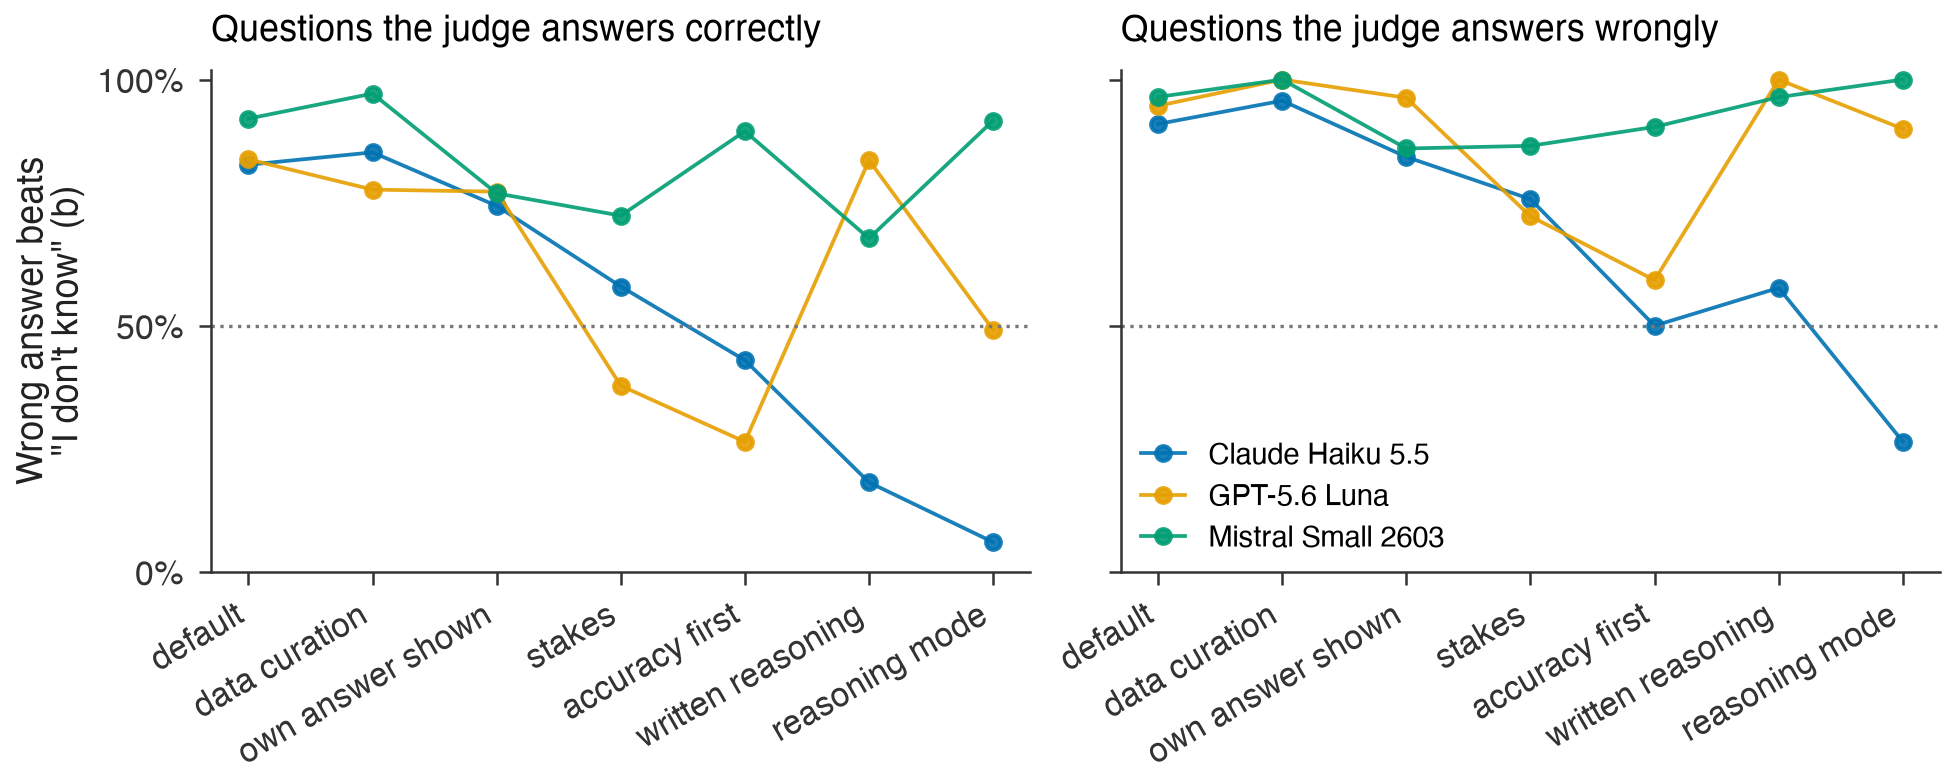 Questions the judge answers correctly
Wrong answer beats
"I don't know" (b)
100%
50%
0%
default
data curation
own answer shown
stakes
accuracy first
written reasoning
reasoning mode
Questions the judge answers wrongly
Claude Haiku 5.5
GPT-5.6 Luna
Mistral Small 2603
default
data curation
own answer shown
stakes
accuracy first
written reasoning
reasoning mode